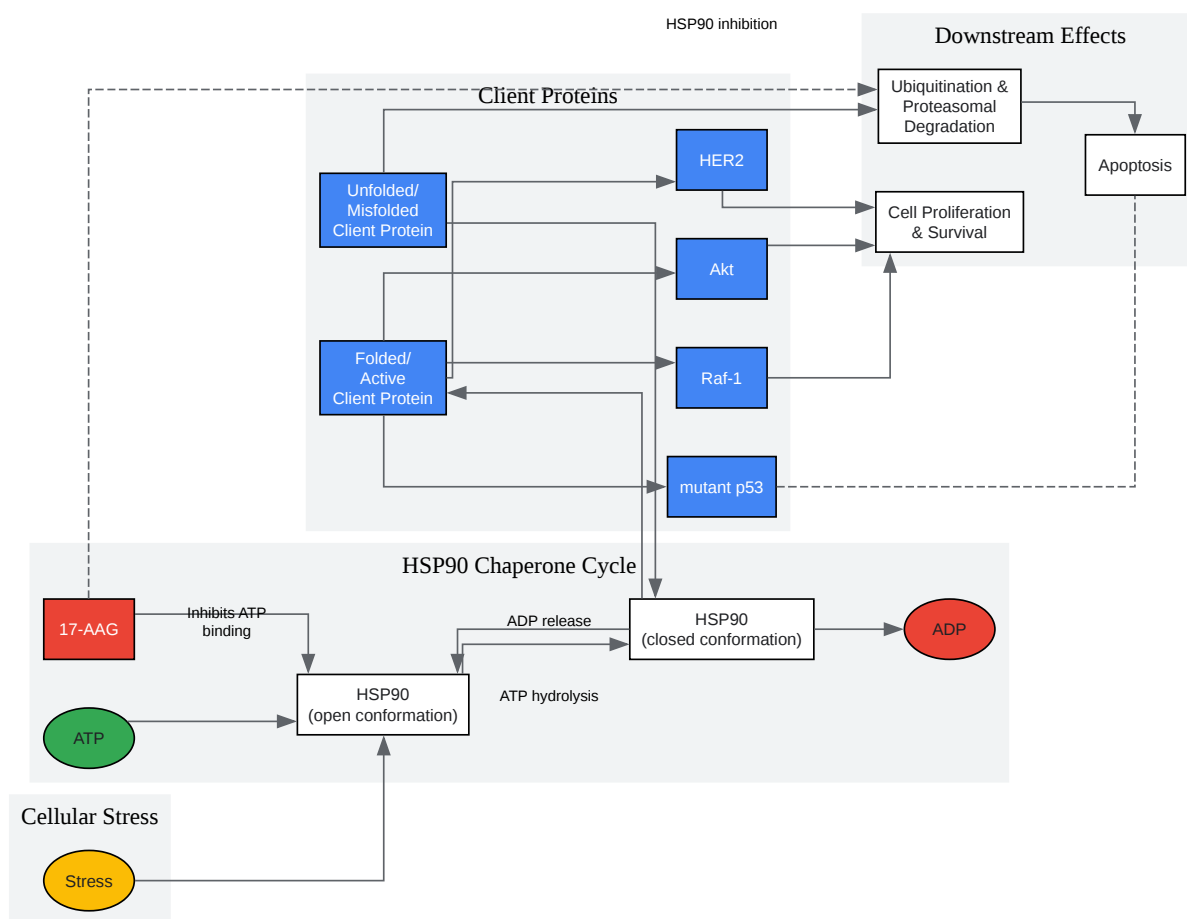 HSP90 inhibition
Downstream Effects
Ubiquitination &
Proteasomal
Degradation
Apoptosis
Cell Proliferation
& Survival
Client Proteins
HER2
Unfolded/
Misfolded
Client Protein
Akt
Folded/
Active
Client Protein
Raf-1
mutant p53
HSP90 Chaperone Cycle
17-AAG
Inhibits ATP
binding
ADP release
HSP90
(closed conformation)
ADP
HSP90
(open conformation)
ATP hydrolysis
ATP
Cellular Stress
Stress